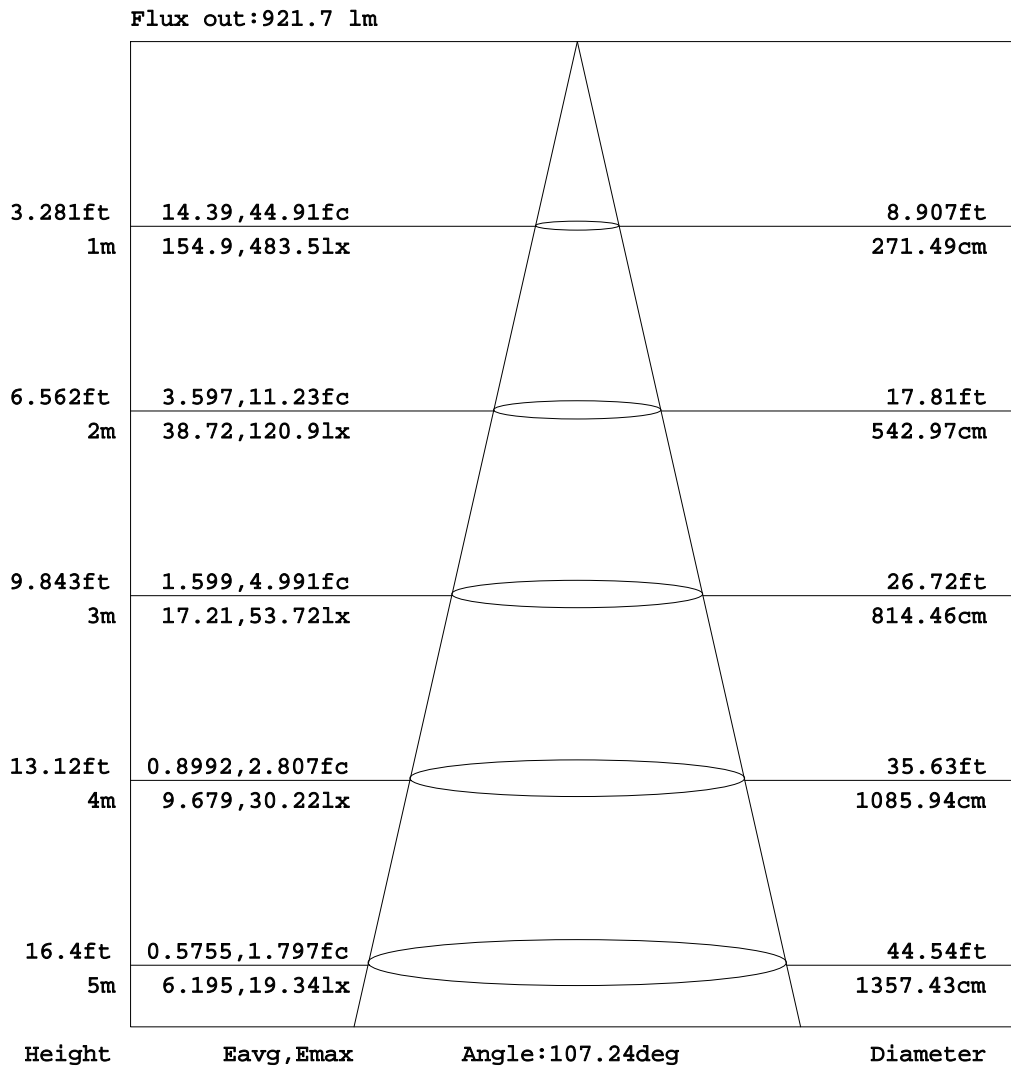 Flux out:921.7 lm
3.281ft 14.39,44.91fc 8.907ft
1m 154.9,483.5lx 271.49cm
6.562ft 3.597,11.23fc 17.81ft
2m 38.72,120.9lx 542.97cm
9.843ft 1.599,4.991fc 26.72ft
3m 17.21,53.72lx 814.46cm
13.12ft 0.8992,2.807fc 35.63ft
4m 9.679,30.22lx 1085.94cm
16.4ft 0.5755,1.797fc 44.54ft
5m 6.195,19.34lx 1357.43cm
Height Eavg,Emax Angle:107.24deg Diameter